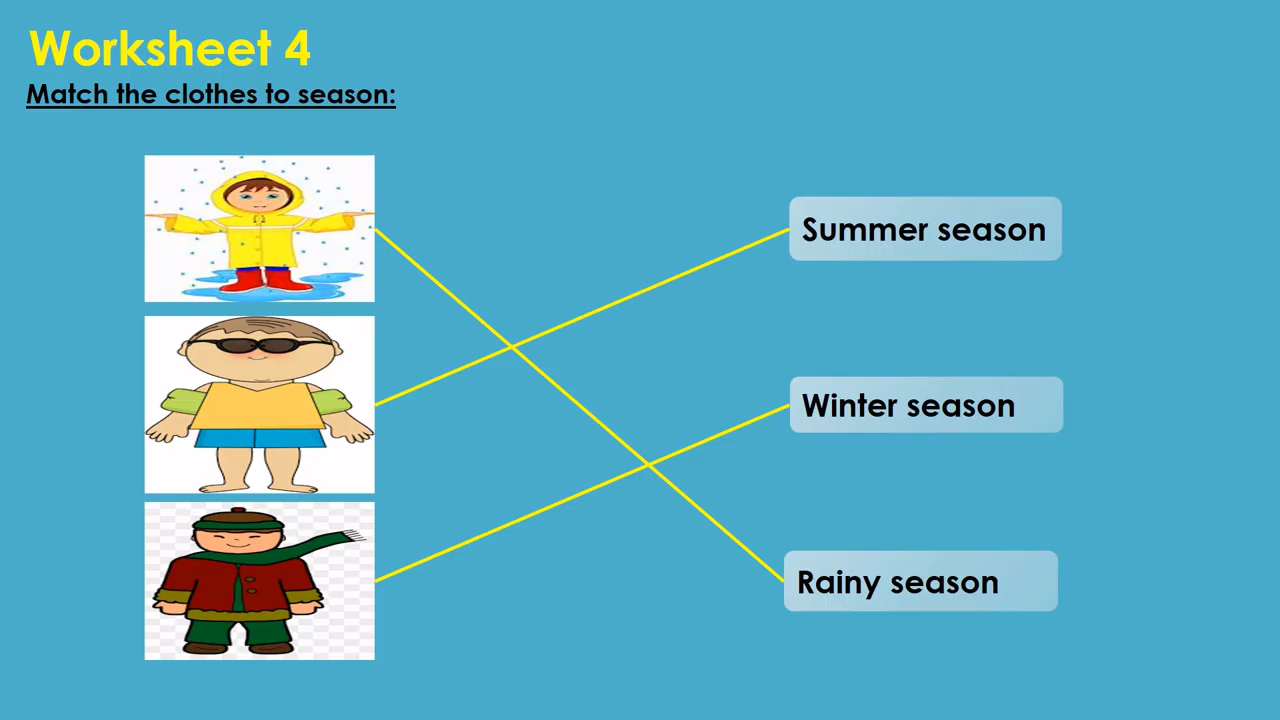 Worksheet 4
Match the clothes to season:
Summer season
Winter season
Rainy season